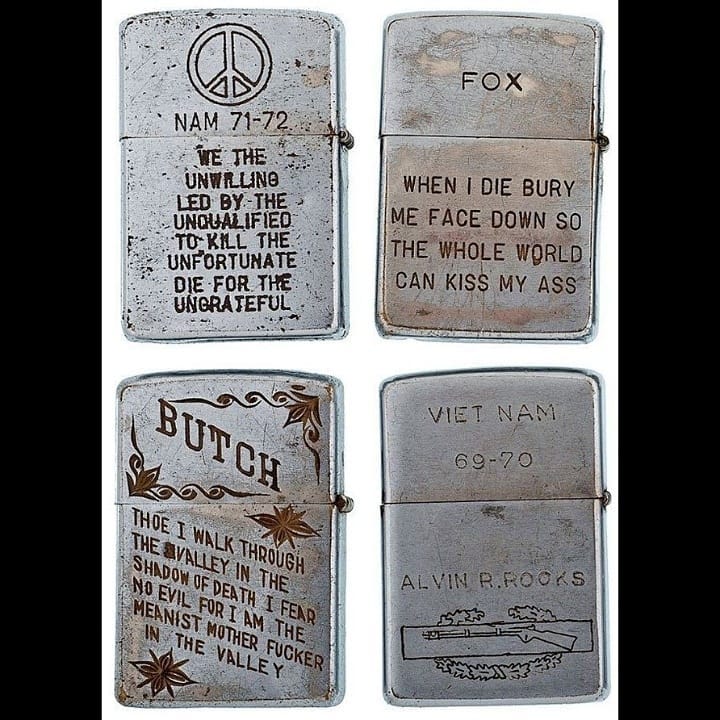 NAM 71-72
WE THE
UNWILLING
LED BY THE
UNQUALIFIED
TO KILL THE
UNFORTUNATE
DIE FOR THE
UNGRATEFUL
FOX
WHEN I DIE BURY
ME FACE DOWN SO
THE WHOLE WORLD
CAN KISS MY ASS
BUTCH
THOE I WALK THROUGH
THE VALLEY IN THE
SHADOW OF DEATH I FEAR
NO EVIL FOR I AM THE
MEANIST MOTHER FUCKER
IN THE VALLEY
VIET NAM
69-70
ALVIN R. ROOKS